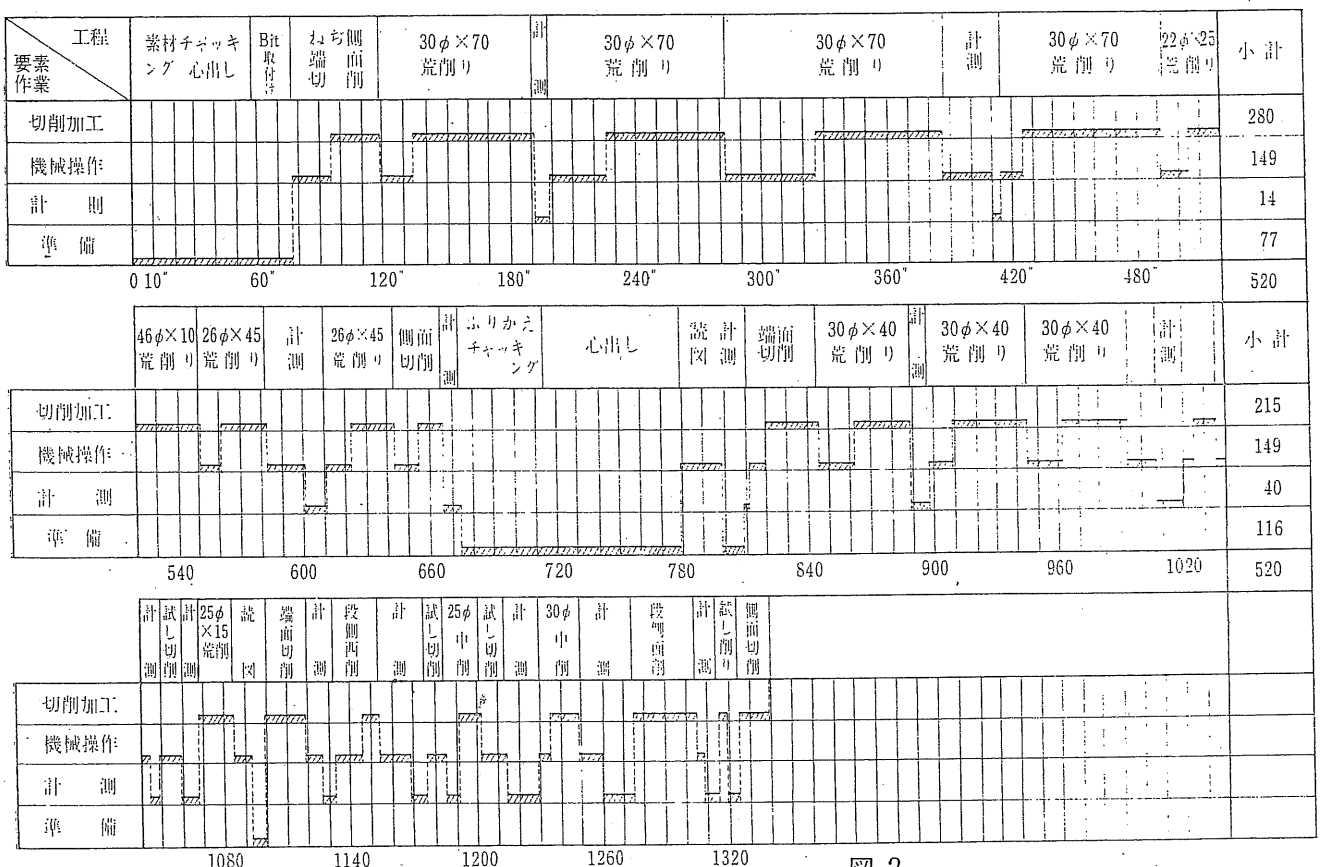 工程
要素
作業
素材チャッキ
ング 心出し
Bit
取付け
ねぢ側
端面
切削
30φ×70
荒削り
計測
30φ×70
荒削り
30φ×70
荒削り
計測
30φ×70
荒削り
22φ×25
荒削り
小計
切削加工
280
機械操作
149
計則
14
準備
77
0 10″ 60″ 120″ 180″ 240″ 300″ 360″ 420″ 480″ 520
46φ×10
荒削り
26φ×45
荒削り
計測
26φ×45
荒削り
側面
切削
計測
ふりかえ
チャッキ
ング
心出し
読図
計測
端面
切削
30φ×40
荒削り
計測
30φ×40
荒削り
30φ×40
荒削り
計測
小計
切削加工
215
機械操作
149
計測
40
準備
116
540 600 660 720 780 840 900 960 1020 520
計測
試し切削
計測
25φ
×15
荒削
読図
端面切削
計測
段側西削
計測
試し切削
25φ
中削
試し切削
計測
30φ
中削
計測
段側面削
計測
試し削り
側面切削
切削加工
機械操作
計測
準備
1080 1140 1200 1260 1320
図 2